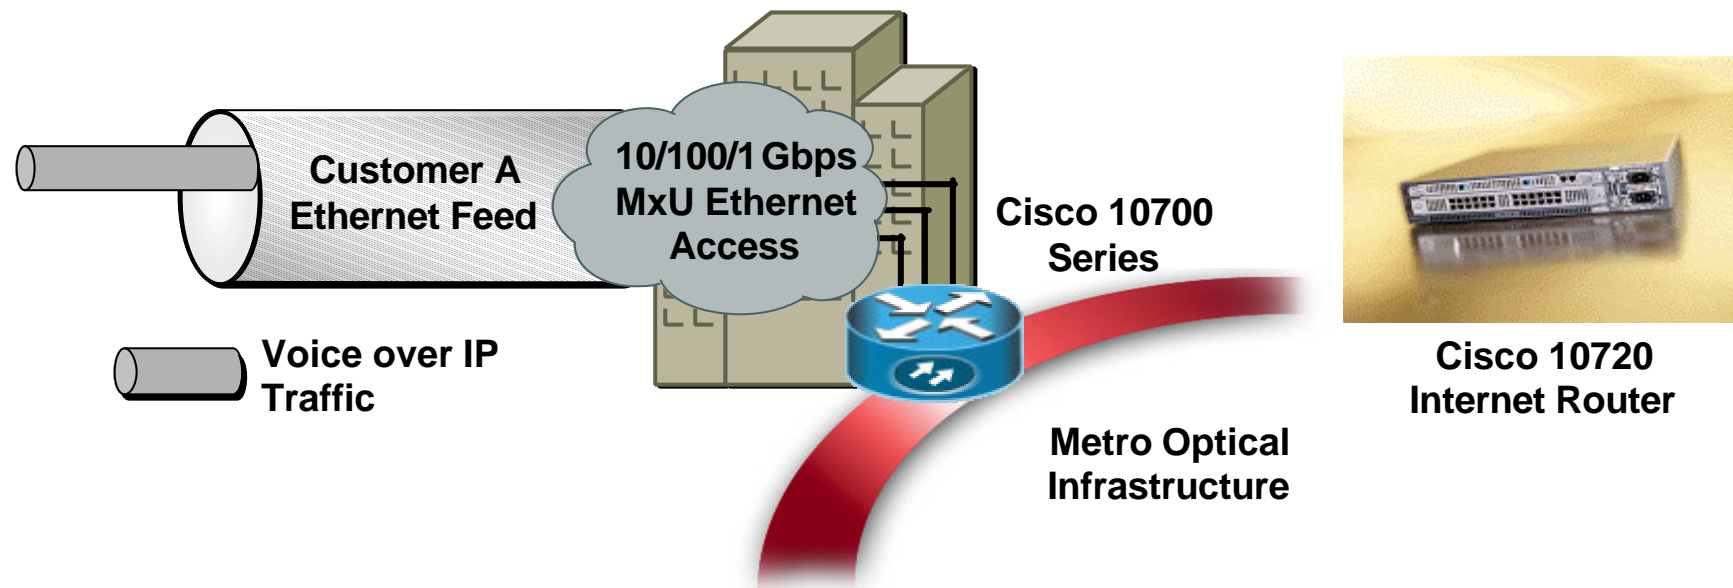 Customer A
Ethernet Feed
10/100/1 Gbps
MxU Ethernet
Access
Cisco 10700
Series
Voice over IP
Traffic
Metro Optical
Infrastructure
Cisco 10720
Internet Router